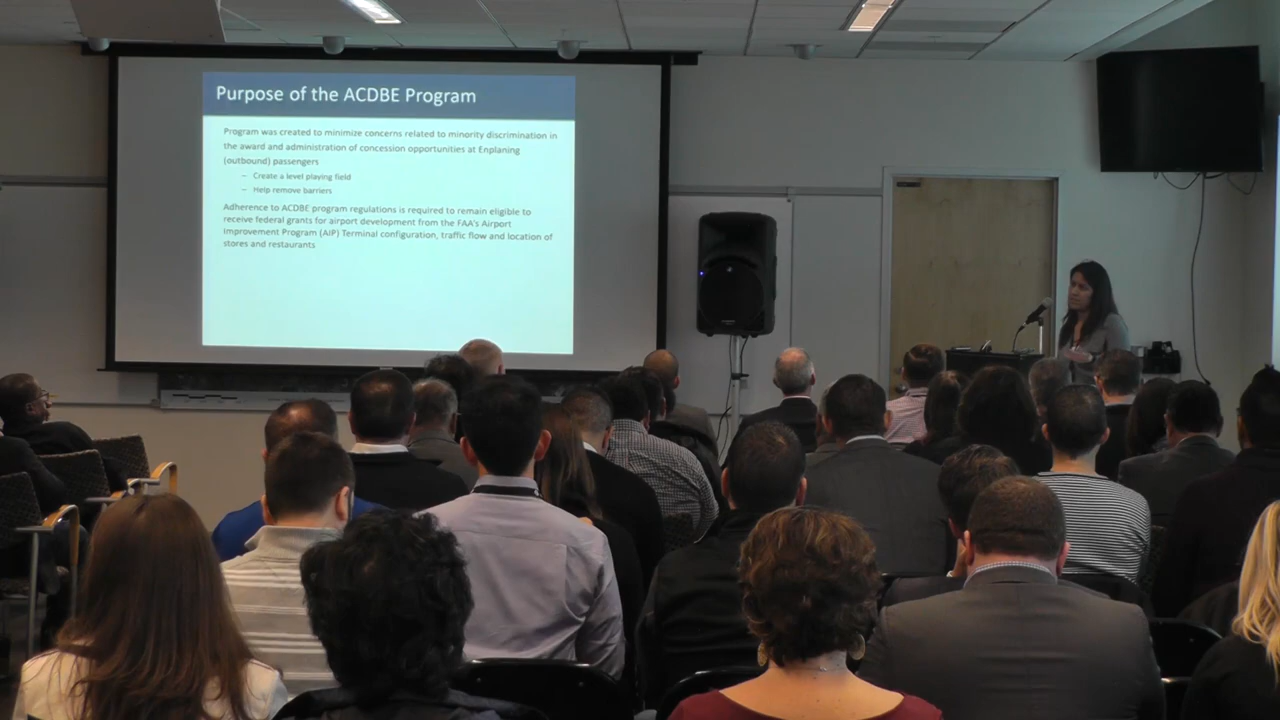 Purpose of the ACDBE Program
Program was created to minimize concerns related to minority discrimination in
the award and administration of concession opportunities at Enplaning
(outbound) passengers
– Create a level playing field
– Help remove barriers
Adherence to ACDBE program regulations is required to remain eligible to
receive federal grants for airport development from the FAA's Airport
Improvement Program (AIP) Terminal configuration, traffic flow and location of
stores and restaurants